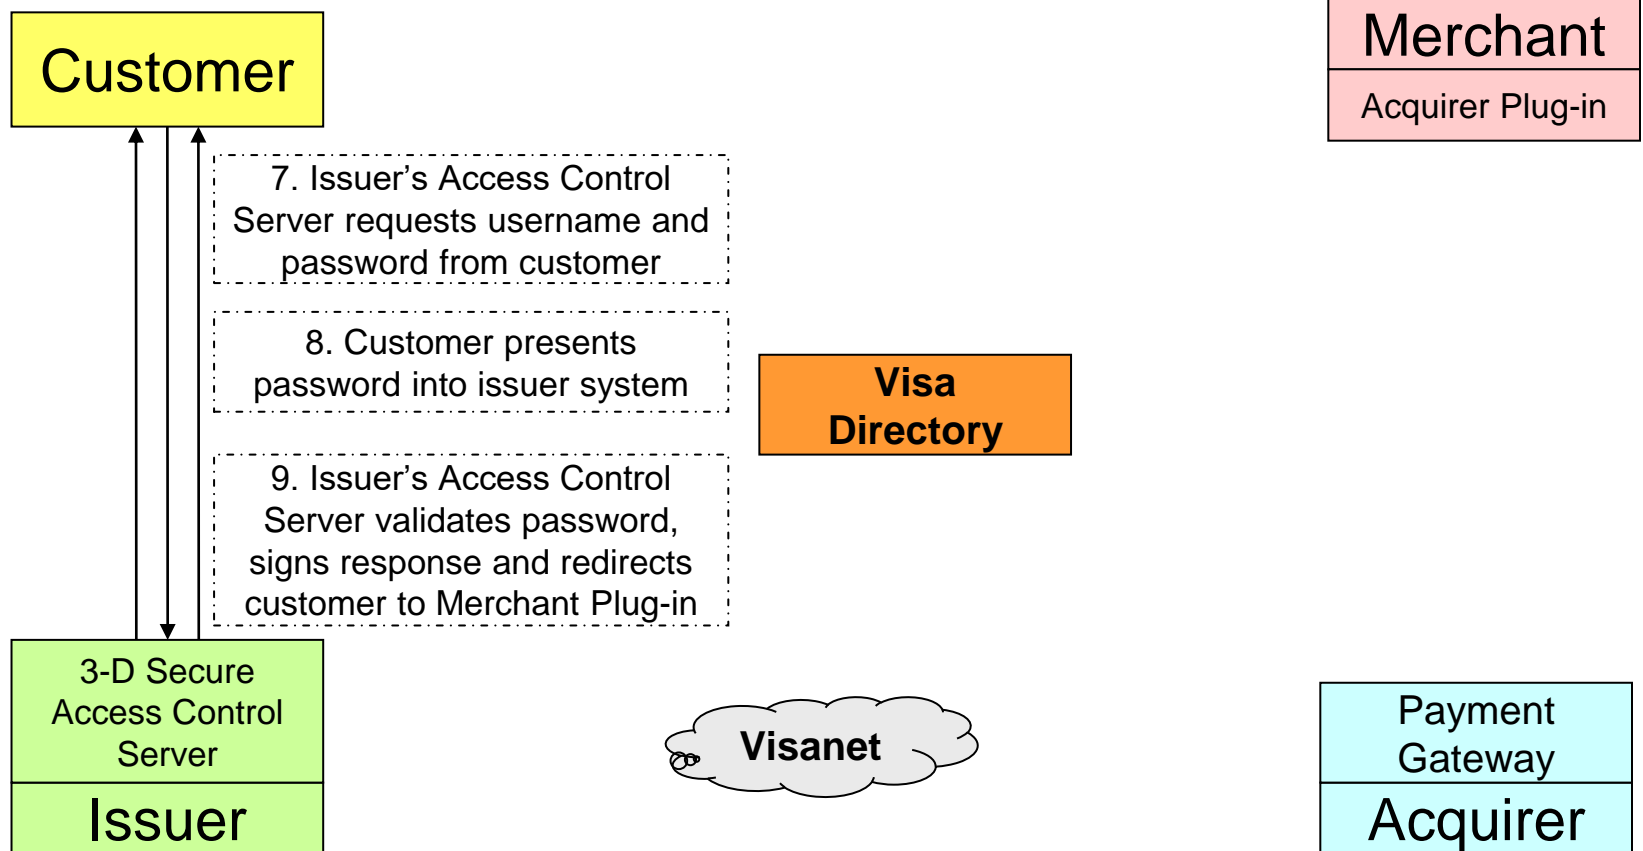 Customer
Merchant
Acquirer Plug-in
7. Issuer’s Access Control
Server requests username and
password from customer
8. Customer presents
password into issuer system
Visa
Directory
9. Issuer’s Access Control
Server validates password,
signs response and redirects
customer to Merchant Plug-in
3-D Secure
Access Control
Server
Issuer
Visanet
Payment
Gateway
Acquirer